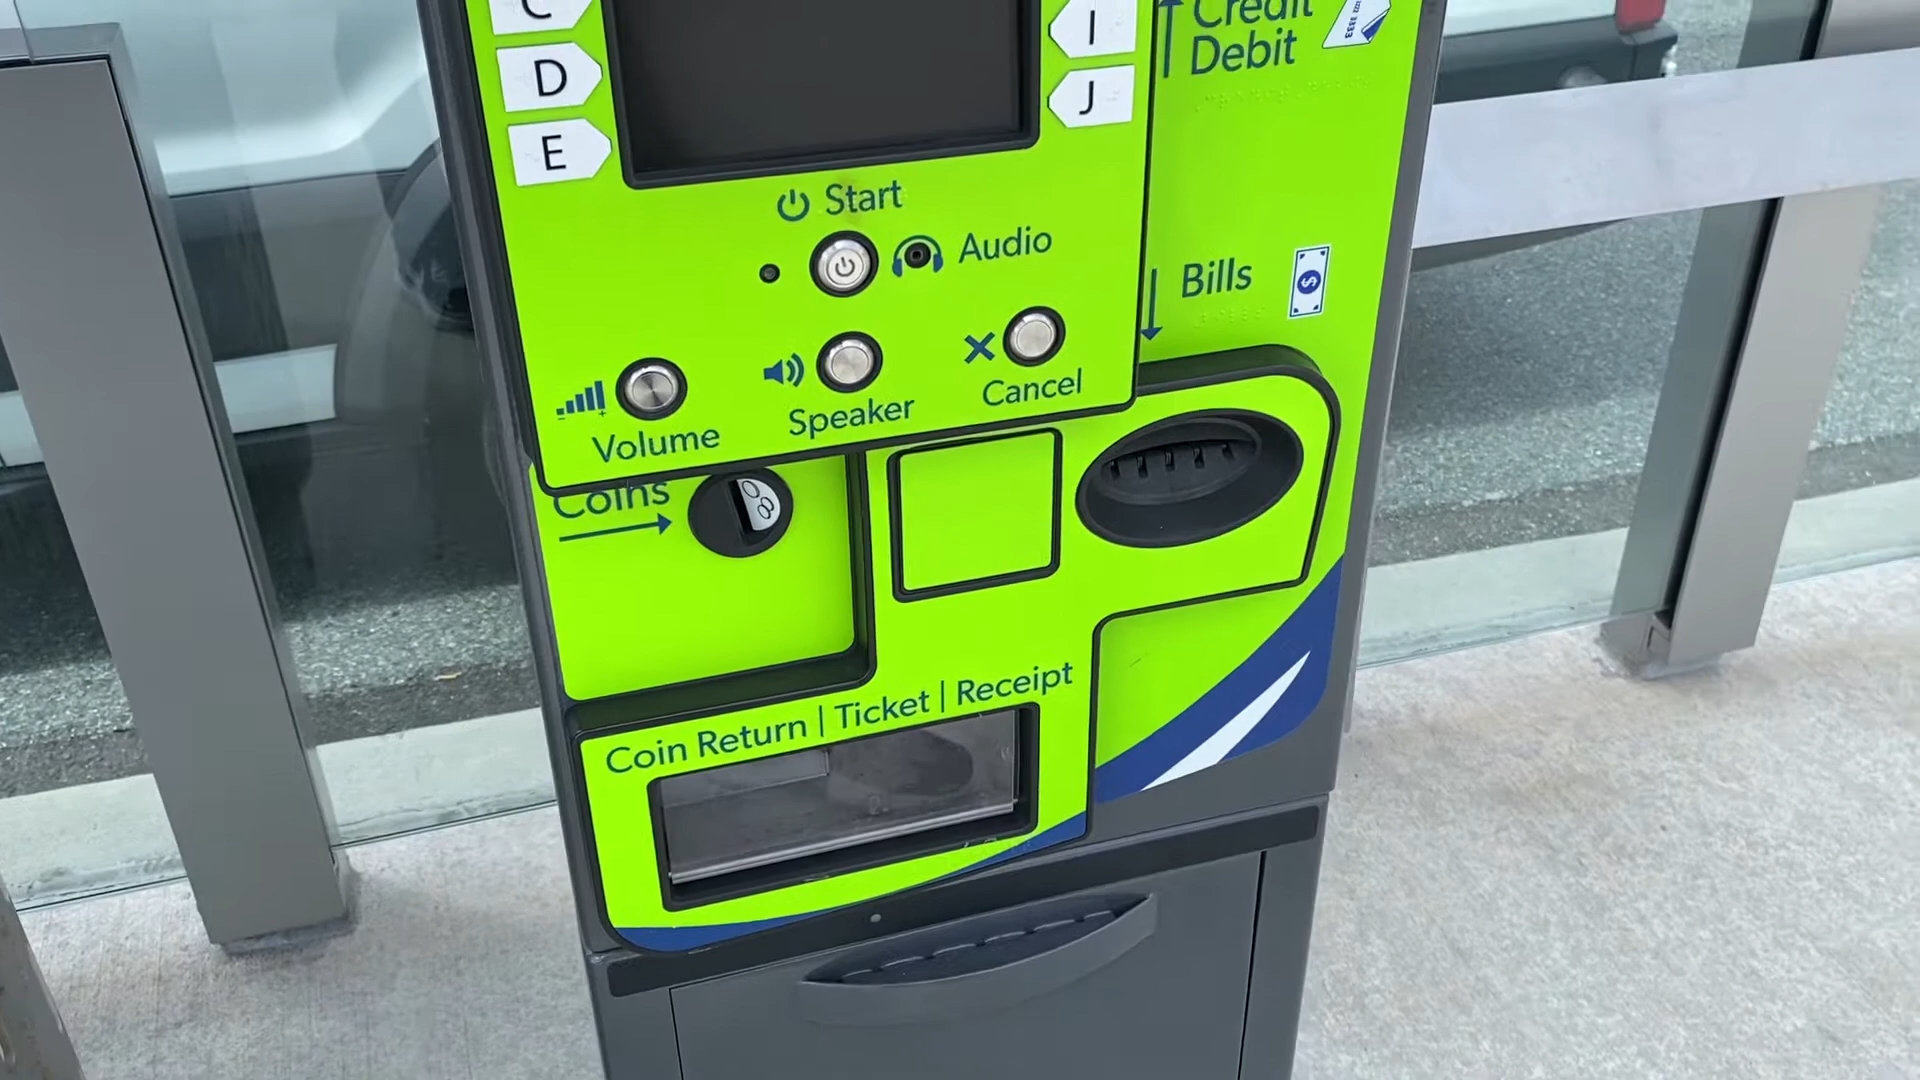 C
D
E
I
J
Credit
Debit
Start
Audio
Bills
Volume
Speaker
Cancel
Coins
Coin Return | Ticket | Receipt